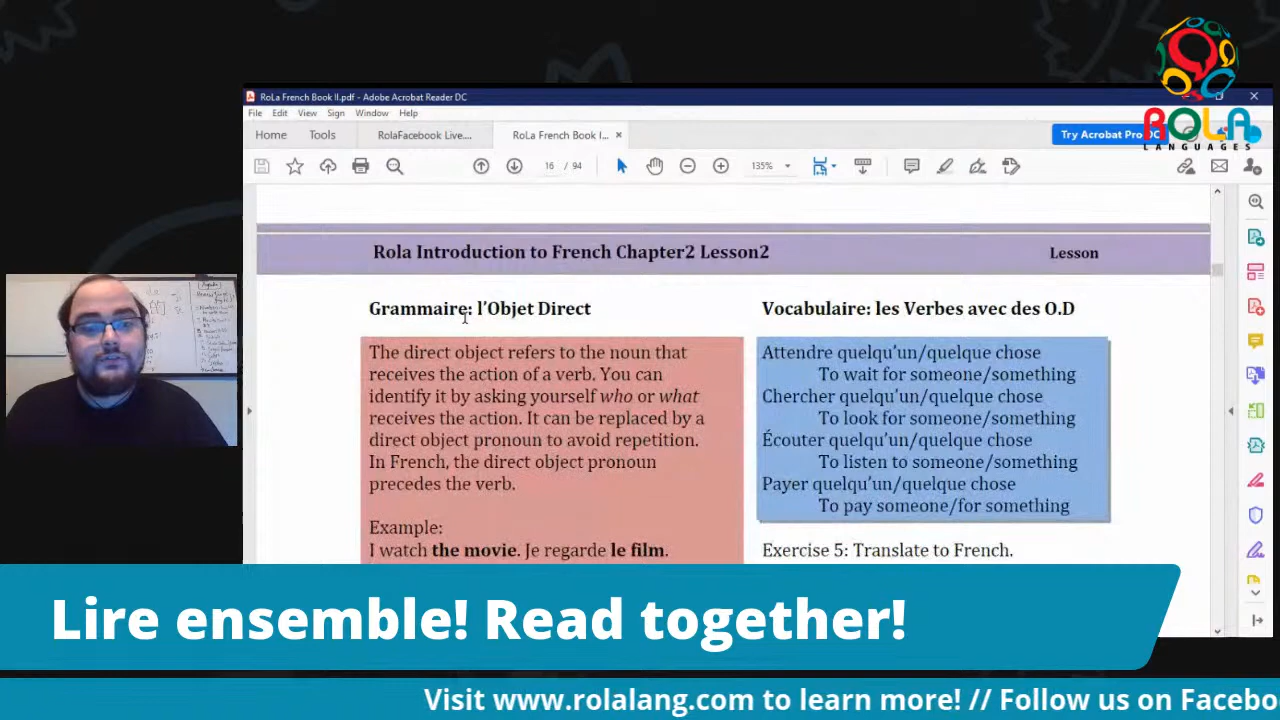 ROLA
LANGUAGES
RoLa French Book II.pdf - Adobe Acrobat Reader DC
File Edit View Sign Window Help
Home Tools RolaFacebook Live... RoLa French Book I... ×
Try Acrobat Pro DC
16 / 94 135%
Rola Introduction to French Chapter2 Lesson2 Lesson
Grammaire: l'Objet Direct
The direct object refers to the noun that
receives the action of a verb. You can
identify it by asking yourself who or what
receives the action. It can be replaced by a
direct object pronoun to avoid repetition.
In French, the direct object pronoun
precedes the verb.
Example:
I watch the movie. Je regarde le film.
Vocabulaire: les Verbes avec des O.D
Attendre quelqu'un/quelque chose
To wait for someone/something
Chercher quelqu'un/quelque chose
To look for someone/something
Écouter quelqu'un/quelque chose
To listen to someone/something
Payer quelqu'un/quelque chose
To pay someone/for something
Exercise 5: Translate to French.
Lire ensemble! Read together!
Visit www.rolalang.com to learn more! // Follow us on Facebo